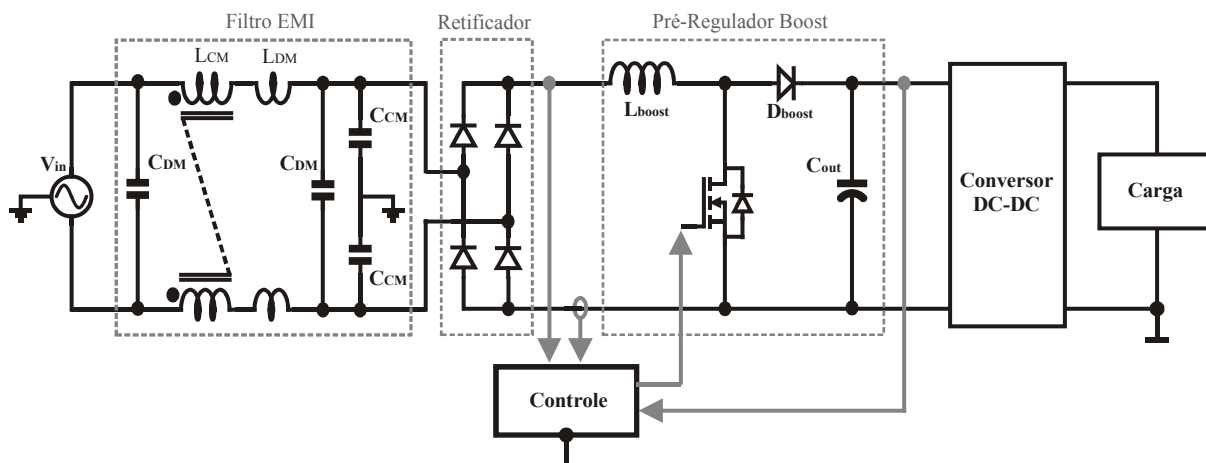 Filtro EMI
Retificador
Pré-Regulador Boost
LCM
LDM
CCM
Lboost
Dboost
Vin
CDM
CDM
Cout
Conversor
DC-DC
Carga
CCM
Controle